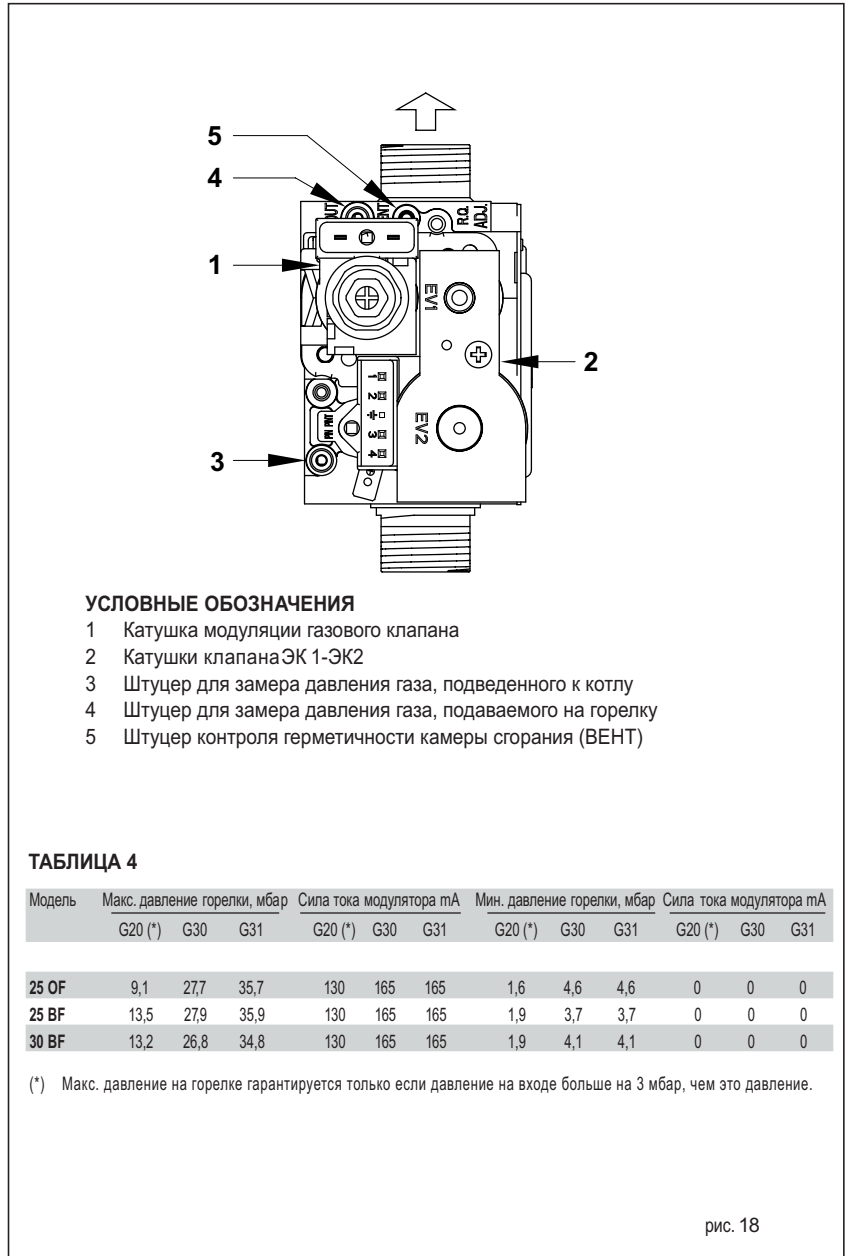 5
4
1
2
3
OUT
ENT
R.Q.
ADJ.
EV1
EV2
1
2
3
4
УСЛОВНЫЕ ОБОЗНАЧЕНИЯ
1 Катушка модуляции газового клапана
2 Катушки клапанаЭК 1-ЭК2
3 Штуцер для замера давления газа, подведенного к котлу
4 Штуцер для замера давления газа, подаваемого на горелку
5 Штуцер контроля герметичности камеры сгорания (ВЕНТ)
ТАБЛИЦА 4
Модель Макс. давление горелки, мбар Сила тока модулятора mA Мин. давление горелки, мбар Сила тока модулятора mA
G20 (*) G30 G31 G20 (*) G30 G31 G20 (*) G30 G31 G20 (*) G30 G31
25 OF 9,1 27,7 35,7 130 165 165 1,6 4,6 4,6 0 0 0
25 BF 13,5 27,9 35,9 130 165 165 1,9 3,7 3,7 0 0 0
30 BF 13,2 26,8 34,8 130 165 165 1,9 4,1 4,1 0 0 0
(*) Макс. давление на горелке гарантируется только если давление на входе больше на 3 мбар, чем это давление.
рис. 18